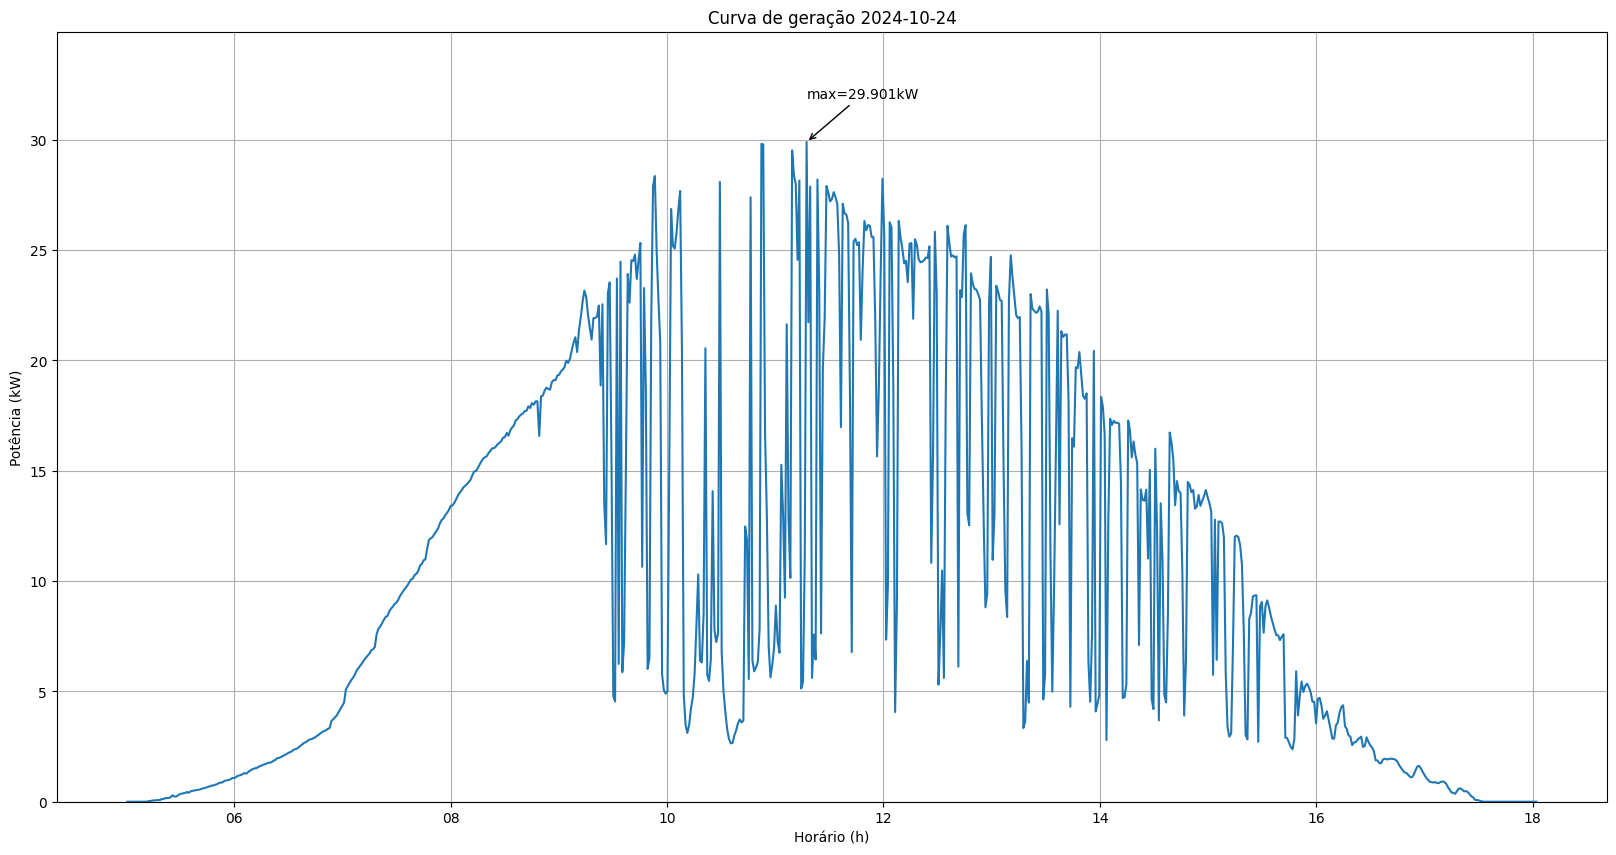 Curva de geração 2024-10-24
max=29.901kW
30
25
20
15
10
5
0
Potência (kW)
06 08 10 12 14 16 18
Horário (h)